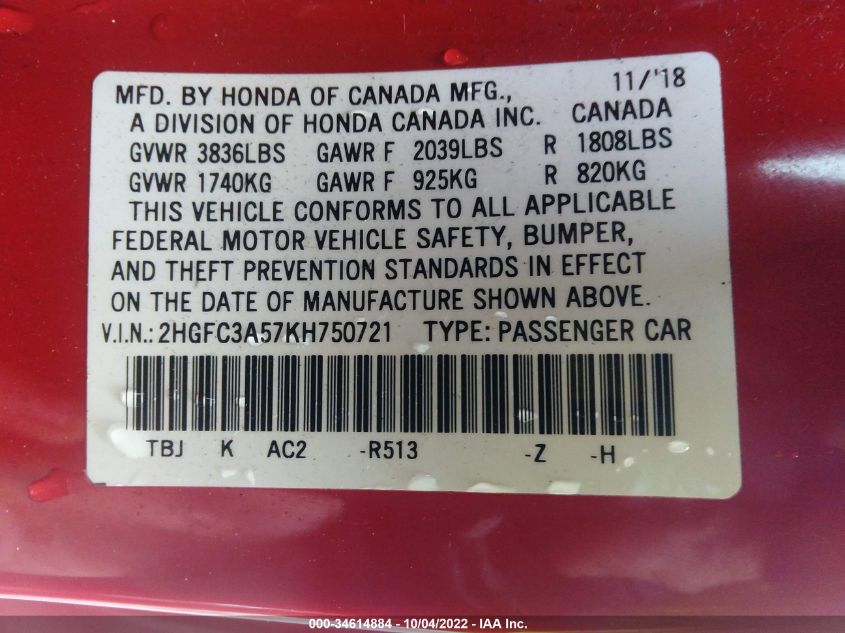 MFD. BY HONDA OF CANADA MFG., 11/'18
A DIVISION OF HONDA CANADA INC. CANADA
GVWR 3836LBS GAWR F 2039LBS R 1808LBS
GVWR 1740KG GAWR F 925KG R 820KG
THIS VEHICLE CONFORMS TO ALL APPLICABLE
FEDERAL MOTOR VEHICLE SAFETY, BUMPER,
AND THEFT PREVENTION STANDARDS IN EFFECT
ON THE DATE OF MANUFACTURE SHOWN ABOVE.
V.I.N.: 2HGFC3A57KH750721 TYPE: PASSENGER CAR
TBJ K AC2 -R513 -Z -H
000-34614884 - 10/04/2022 - IAA Inc.